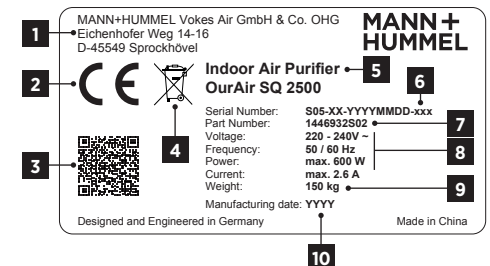 MANN+HUMMEL Vokes Air GmbH & Co. OHG
Eichenhofer Weg 14-16
D-45549 Sprockhövel
MANN+
HUMMEL
1
2
CE
3
4
Indoor Air Purifier
OurAir SQ 2500
5
6
Serial Number: S05-XX-YYYYMMDD-xxx
Part Number: 1446932S02
7
Voltage: 220 - 240V ~
Frequency: 50 / 60 Hz
8
Power: max. 600 W
Current: max. 2.6 A
Weight: 150 kg
9
Manufacturing date: YYYY
Designed and Engineered in Germany
Made in China
10